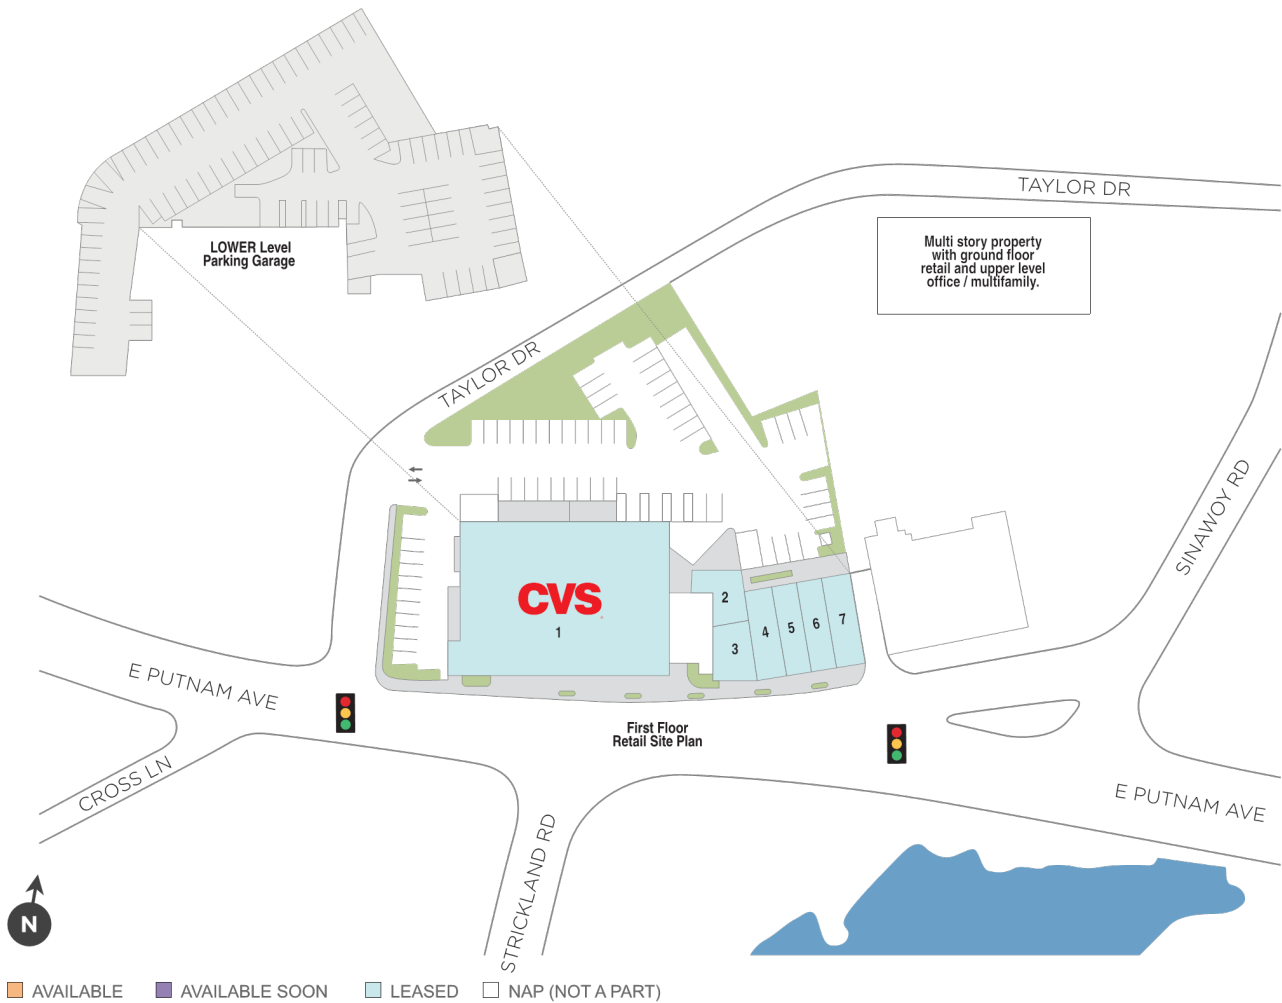 TAYLOR DR
LOWER Level
Parking Garage
Multi story property
with ground floor
retail and upper level
office / multifamily.
TAYLOR DR
SINAWOY RD
CVS
1
2
3
4
5
6
7
E PUTNAM AVE
First Floor
Retail Site Plan
CROSS LN
E PUTNAM AVE
STRICKLAND RD
N
AVAILABLE
AVAILABLE SOON
LEASED
NAP (NOT A PART)